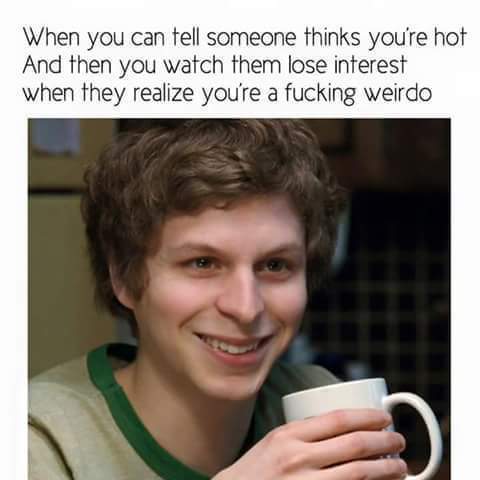 When you can tell someone thinks you're hot
And then you watch them lose interest
when they realize you're a fucking weirdo